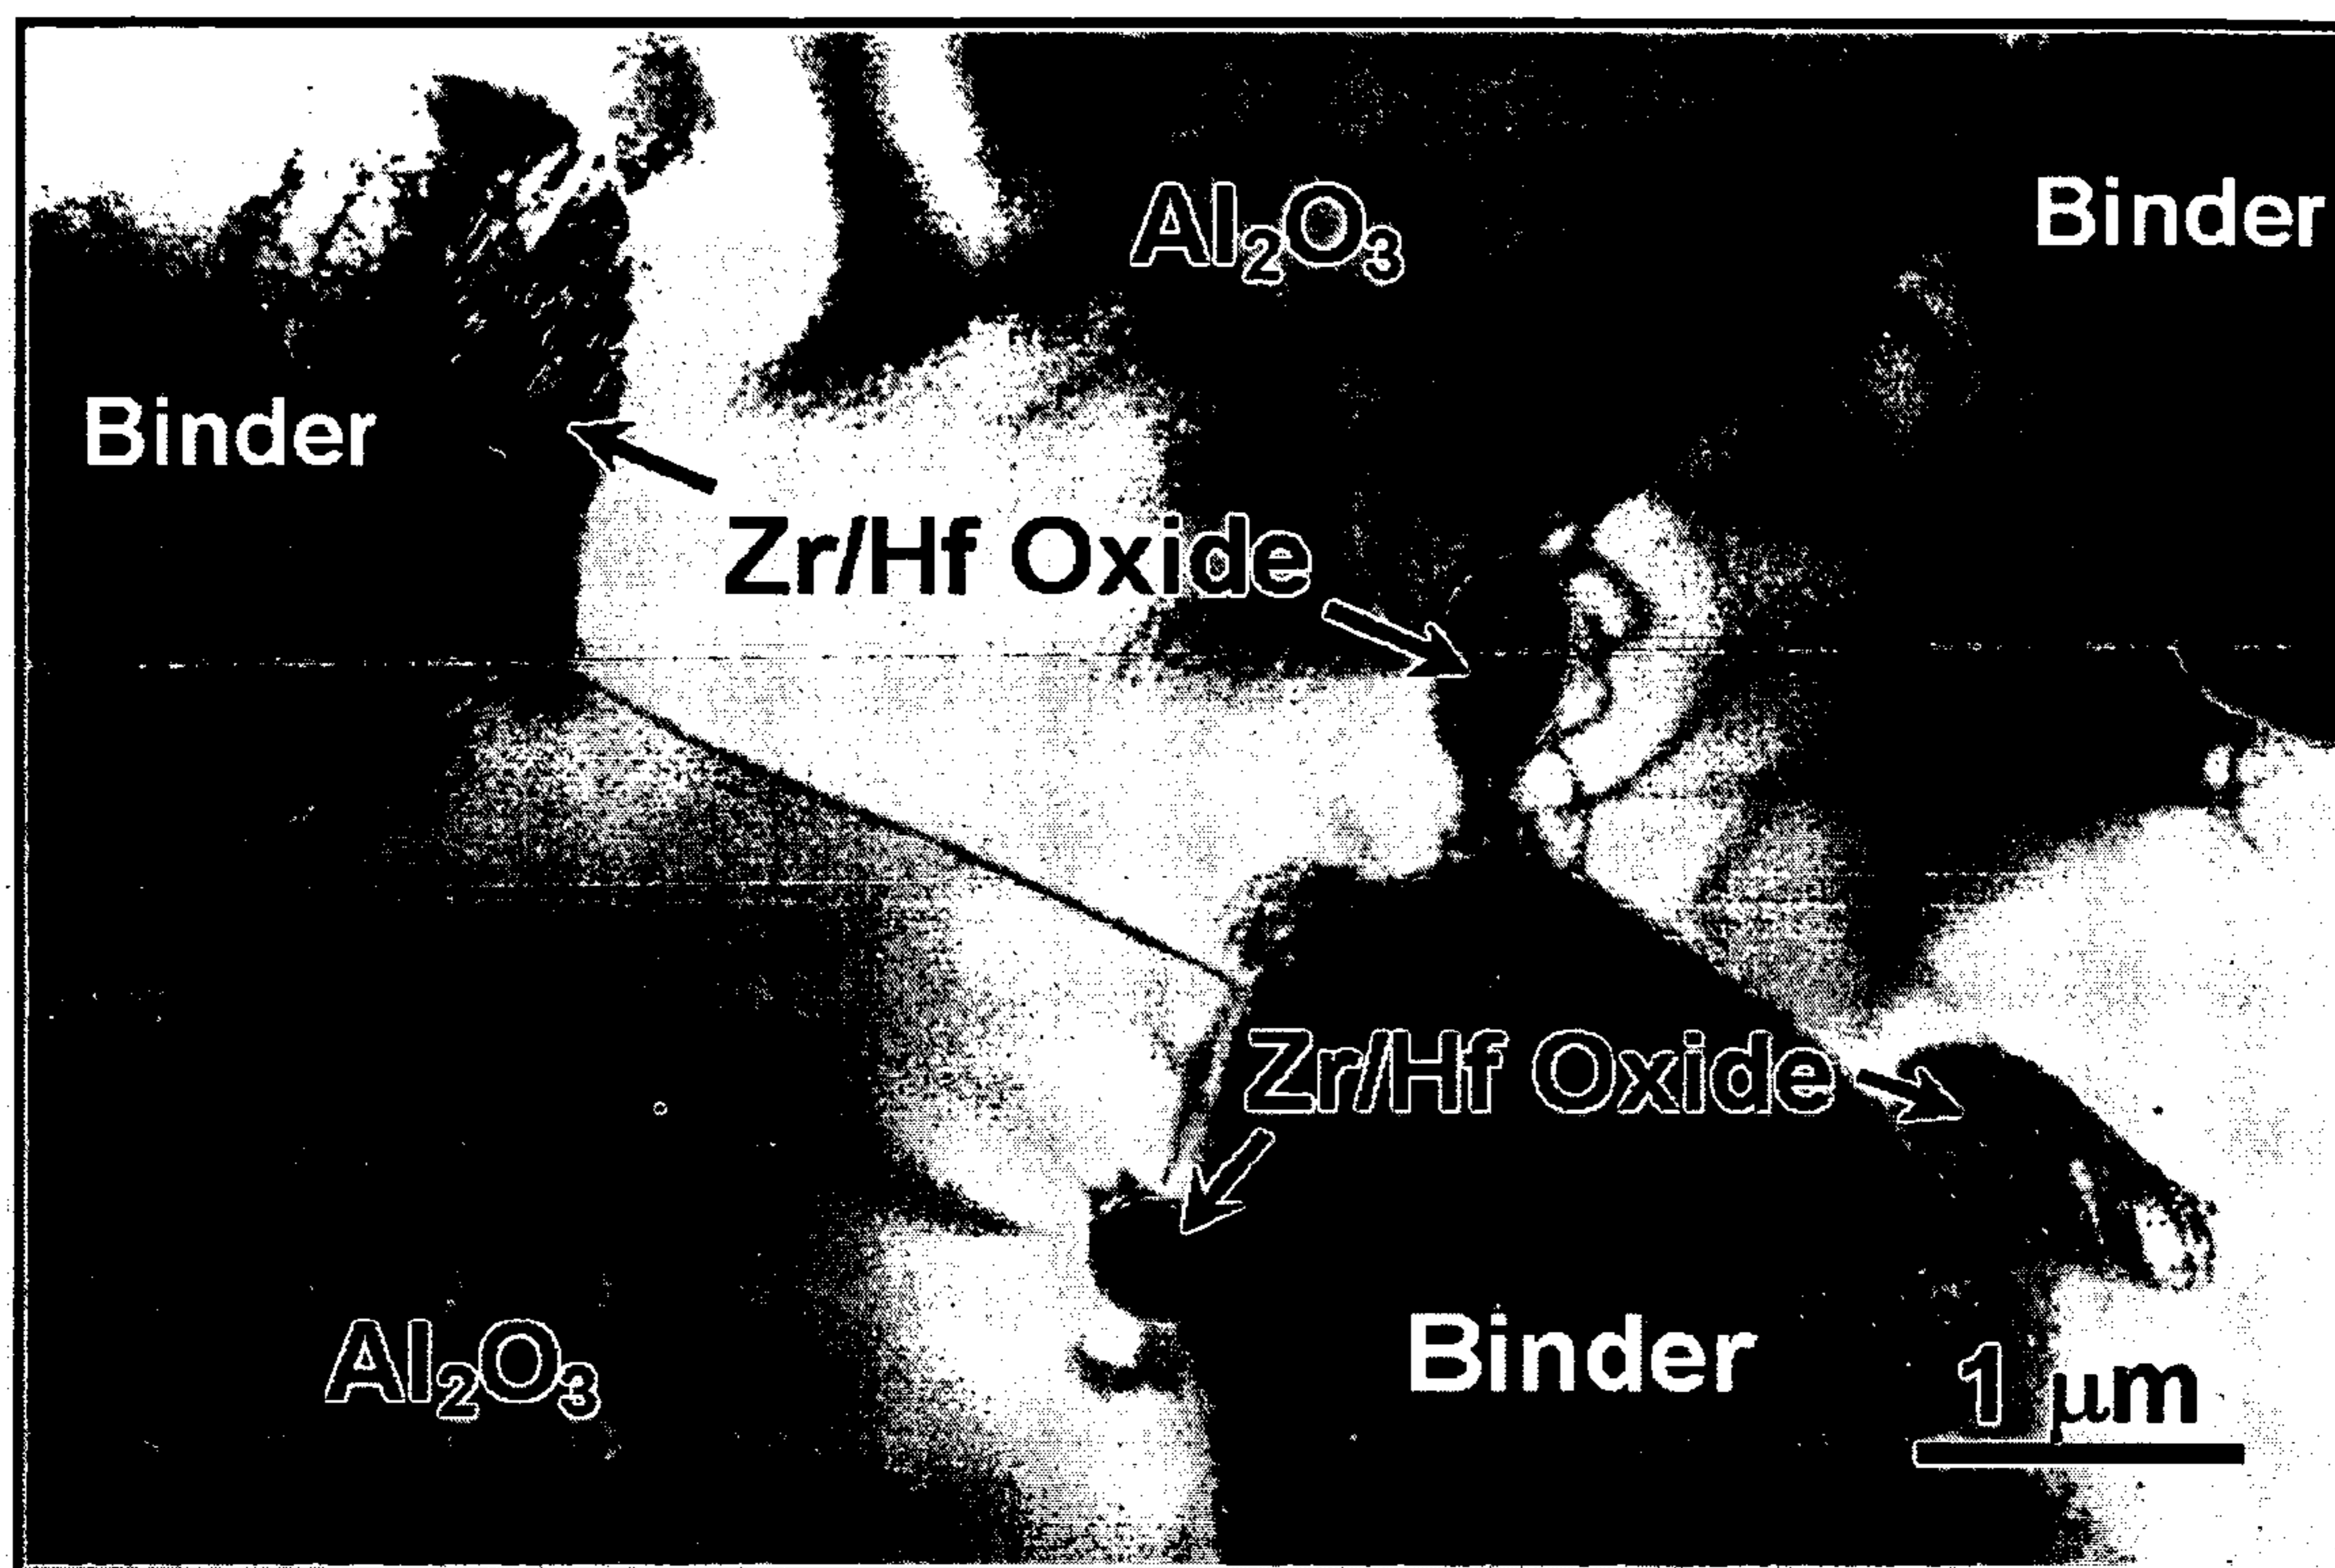 Al₂O₃
Binder
Binder
Zr/Hf Oxide
Zr/Hf Oxide
Al₂O₃
Binder
1 μm